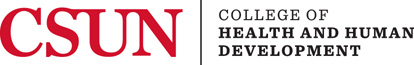 CSUN
COLLEGE OF
HEALTH AND HUMAN
DEVELOPMENT